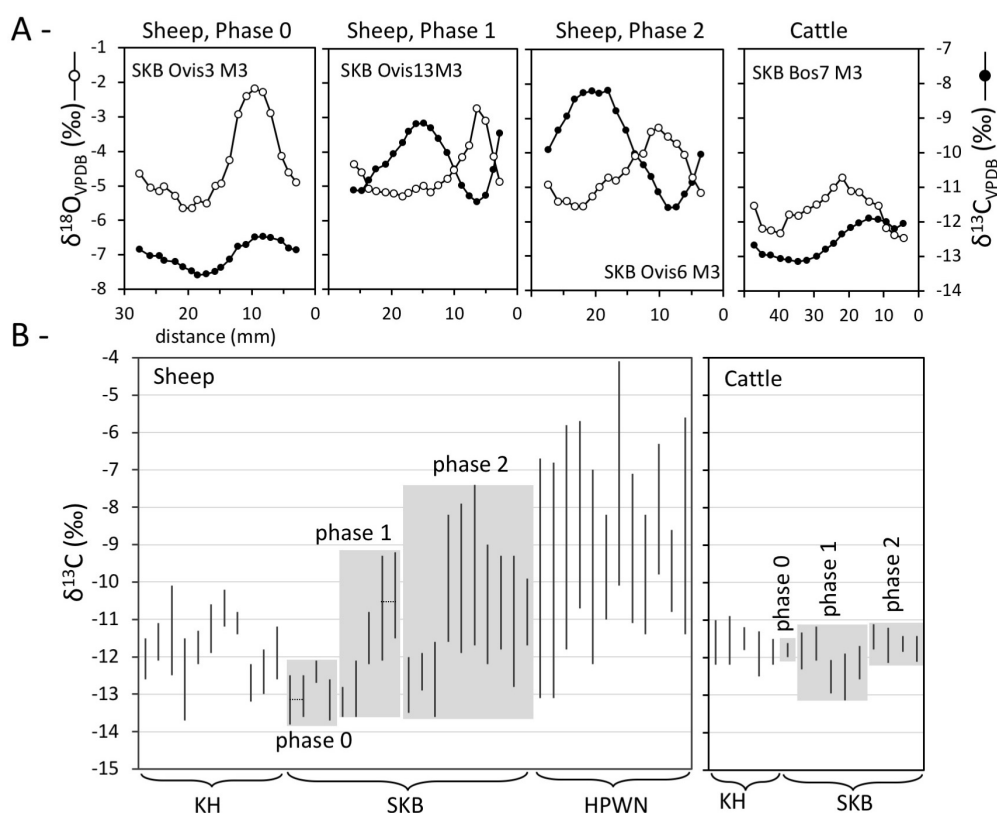 A -
Sheep, Phase 0
Sheep, Phase 1
Sheep, Phase 2
Cattle
δ18OVPDB (‰)
-1
-2
-3
-4
-5
-6
-7
-8
SKB Ovis3 M3
SKB Ovis13M3
SKB Ovis6 M3
SKB Bos7 M3
-7
-8
-9
-10
-11
-12
-13
-14
δ13CVPDB (‰)
30 20 10 0
20 10 0
20 10 0
50 40 30 20 10 0
distance (mm)
B -
δ13C (‰)
-4
-5
-6
-7
-8
-9
-10
-11
-12
-13
-14
-15
Sheep
phase 0
phase 1
phase 2
KH
SKB
HPWN
Cattle
phase 0
phase 1
phase 2
KH
SKB